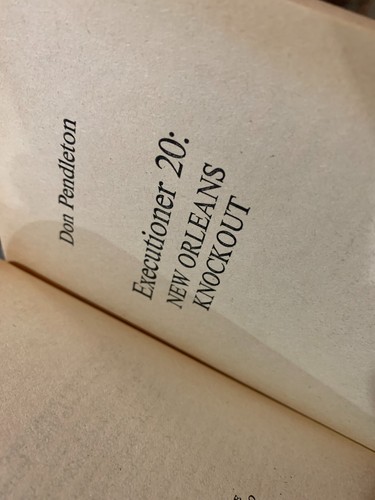 Don Pendleton
Executioner 20:
NEW ORLEANS
KNOCKOUT